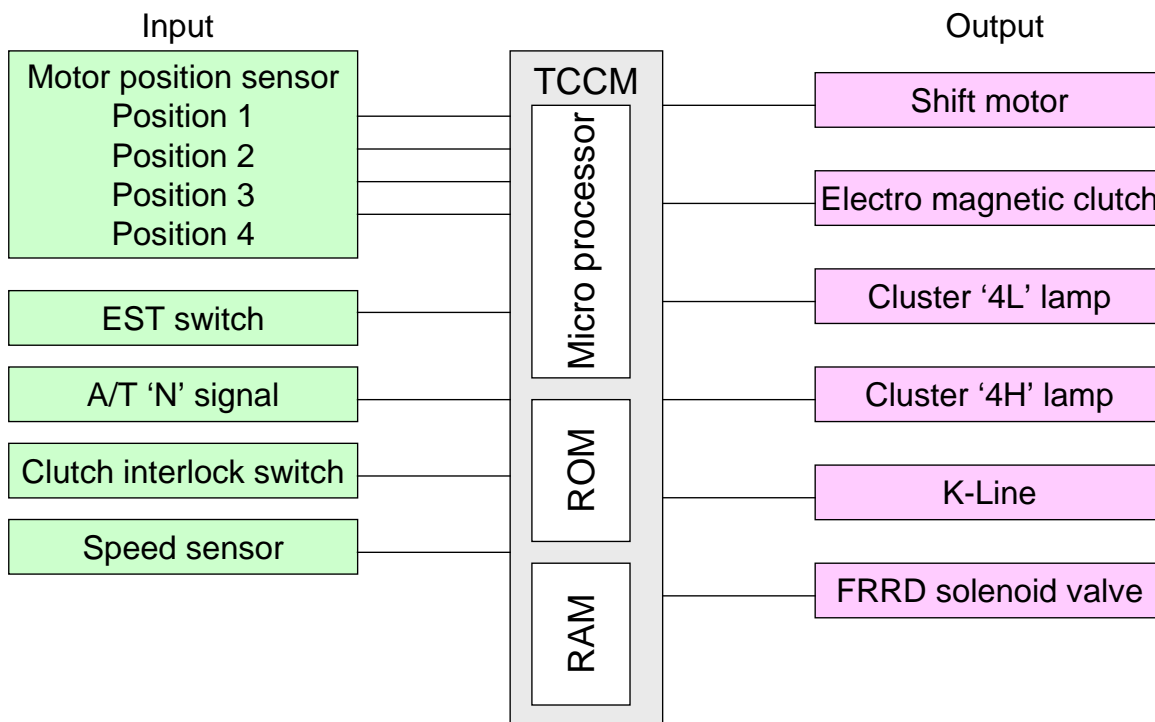 Input
Motor position sensor
Position 1
Position 2
Position 3
Position 4
EST switch
A/T ‘N’ signal
Clutch interlock switch
Speed sensor
TCCM
Micro processor
ROM
RAM
Output
Shift motor
Electro magnetic clutch
Cluster ‘4L’ lamp
Cluster ‘4H’ lamp
K-Line
FRRD solenoid valve